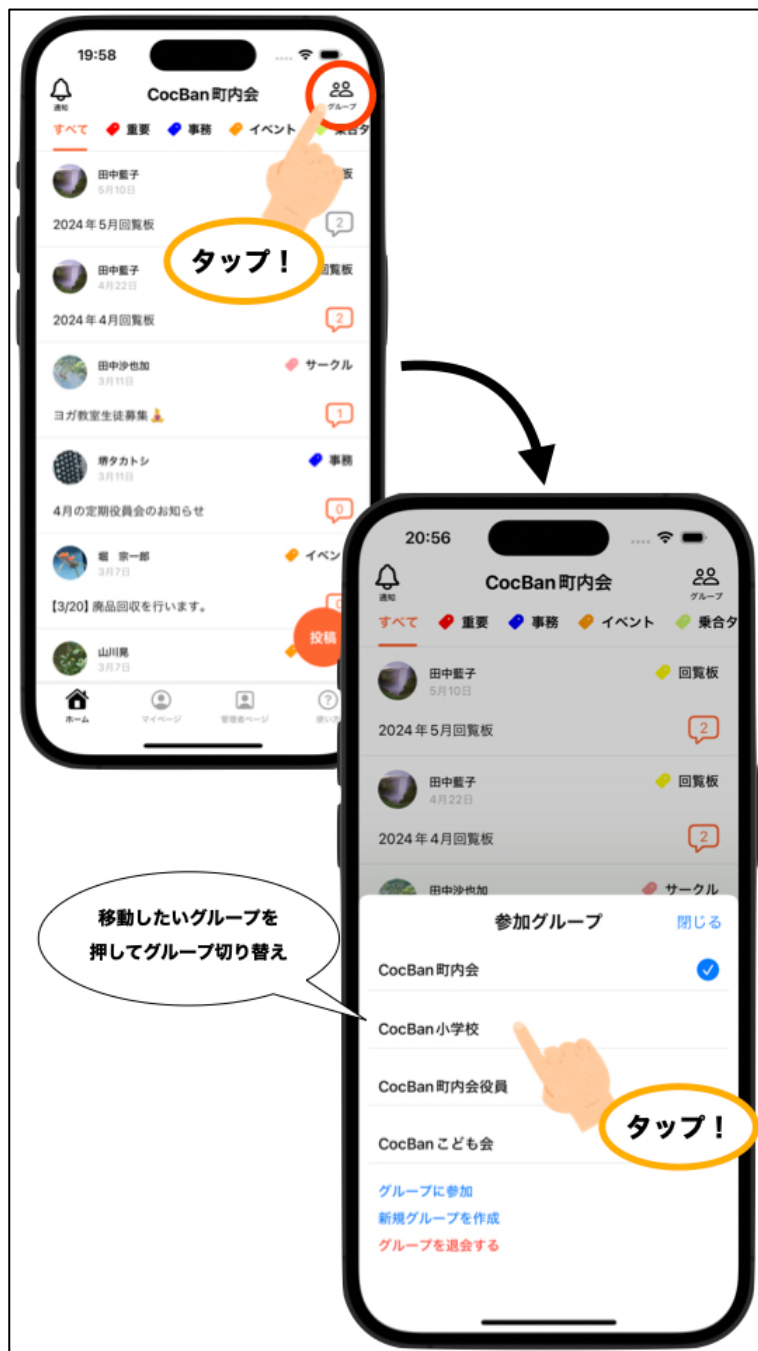 19:58
CocBan町内会
通知
グループ
すべて 重要 事務 イベント 乗合タ
田中藍子
5月10日
板
2024年5月回覧板
2
タップ！
田中藍子
4月22日
回覧板
2024年4月回覧板
2
田中沙也加
3月11日
サークル
ヨガ教室生徒募集🧘
1
堺タカトシ
3月11日
事務
4月の定期役員会のお知らせ
0
堀 宗一郎
3月7日
イベン
【3/20】廃品回収を行います。
投稿
山川晃
3月7日
ホーム マイページ 管理者ページ 使い方
20:56
CocBan町内会
通知
グループ
すべて 重要 事務 イベント 乗合タ
田中藍子
5月10日
回覧板
2024年5月回覧板
2
田中藍子
4月22日
回覧板
2024年4月回覧板
2
田中沙也加
サークル
移動したいグループを
押してグループ切り替え
参加グループ 閉じる
CocBan町内会
CocBan小学校
CocBan町内会役員
タップ！
CocBanこども会
グループに参加
新規グループを作成
グループを退会する